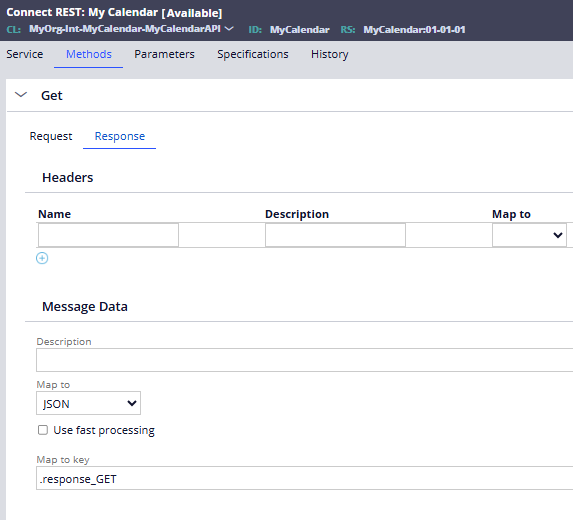 Connect REST: My Calendar [Available]
CL: MyOrg-Int-MyCalendar-MyCalendarAPI ID: MyCalendar RS: MyCalendar:01-01-01
Service Methods Parameters Specifications History
Get
Request Response
Headers
Name Description Map to
Message Data
Description
Map to
JSON
Use fast processing
Map to key
.response_GET